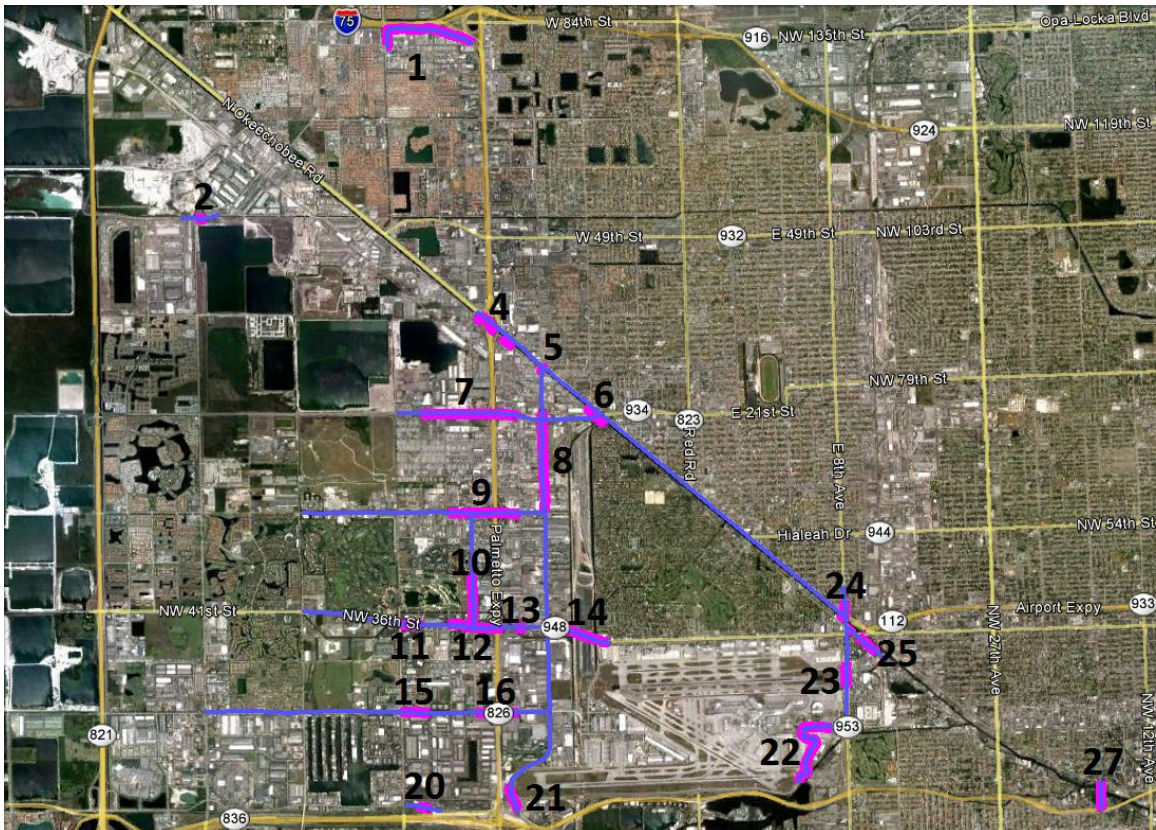 75
W 84th St
Opa-Locka Blvd
916
NW 135th St
1
N Okeechobee Rd
924
NW 119th St
2
W 49th St
932
E 49th St
NW 103rd St
4
5
NW 79th St
7
6
934
E 21st St
823
Red Rd
8
E 8th Ave
9
Palmetto Expy
Hialeah Dr
944
NW 54th St
10
24
NW 41st St
NW 36th St
13
14
948
112
Airport Expy
933
11
12
NW 27th Ave
25
23
15
16
826
821
953
22
NW 12th Ave
27
20
21
836